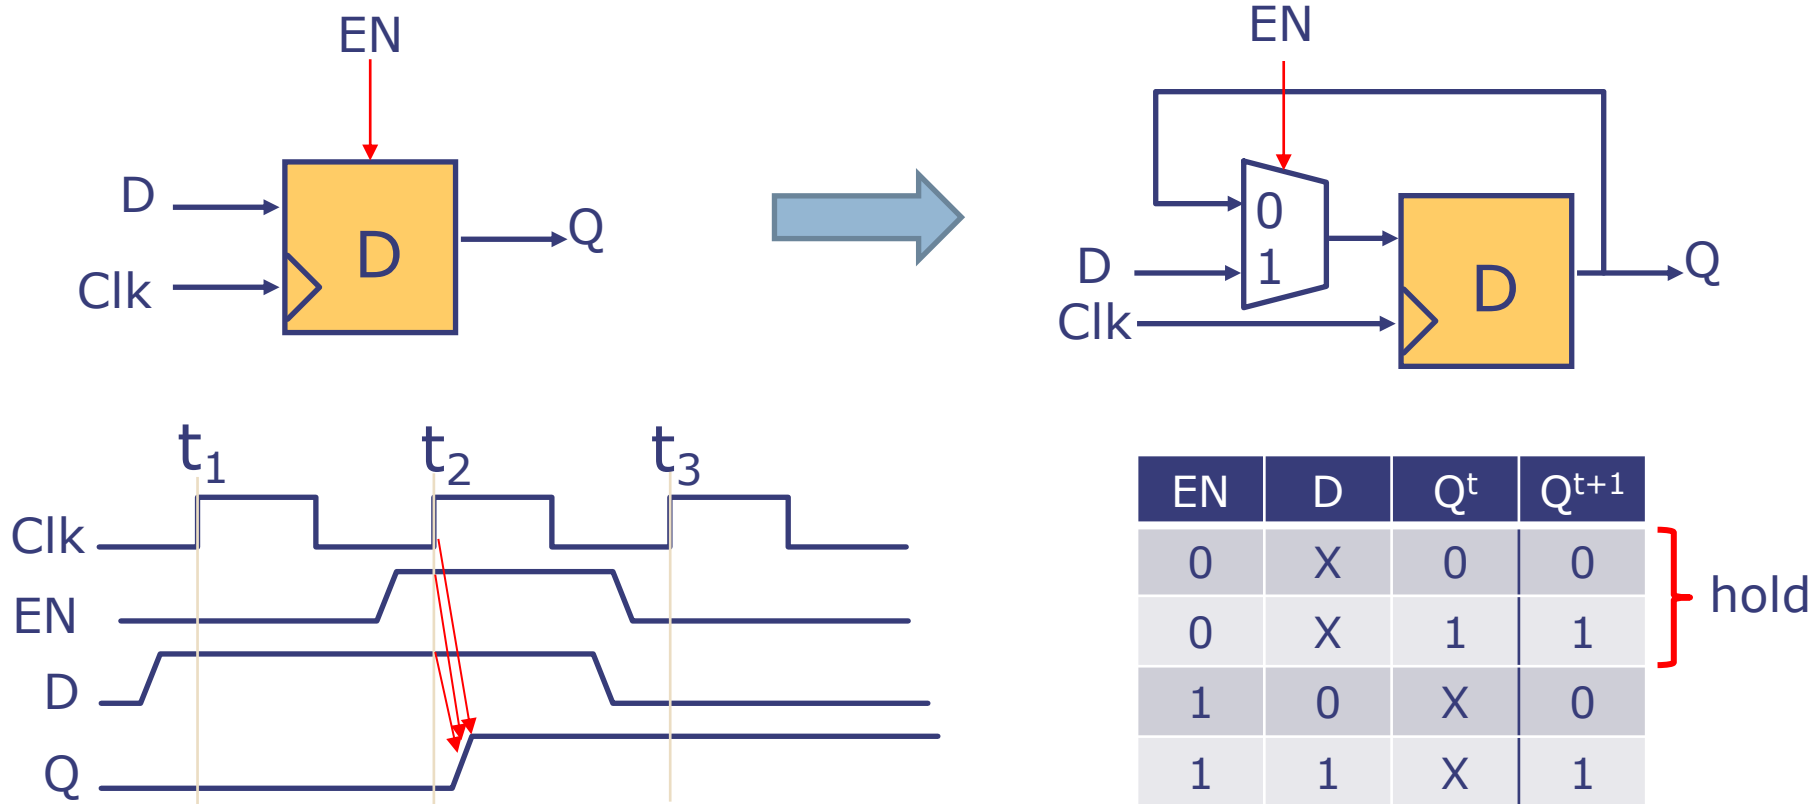 EN
D
D
Q
Clk
EN
0
1
D
D
Q
Clk
t1 t2 t3
Clk
EN
D
Q
EN D Qt Qt+1
0 X 0 0
0 X 1 1
hold
1 0 X 0
1 1 X 1